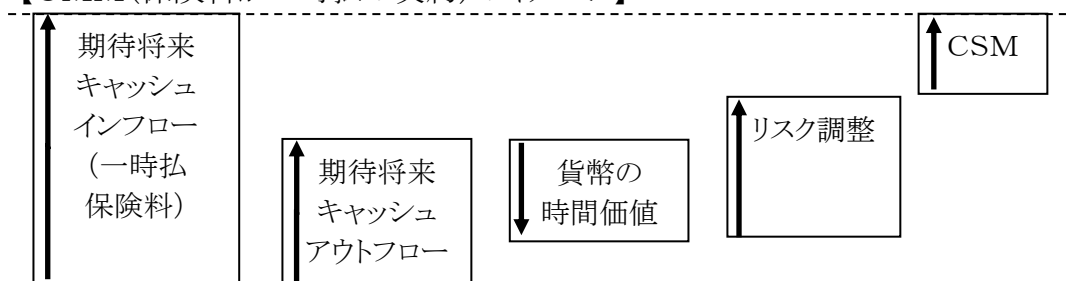 期待将来
キャッシュ
インフロー
(一時払
保険料)
期待将来
キャッシュ
アウトフロー
貨幣の
時間価値
リスク調整
CSM